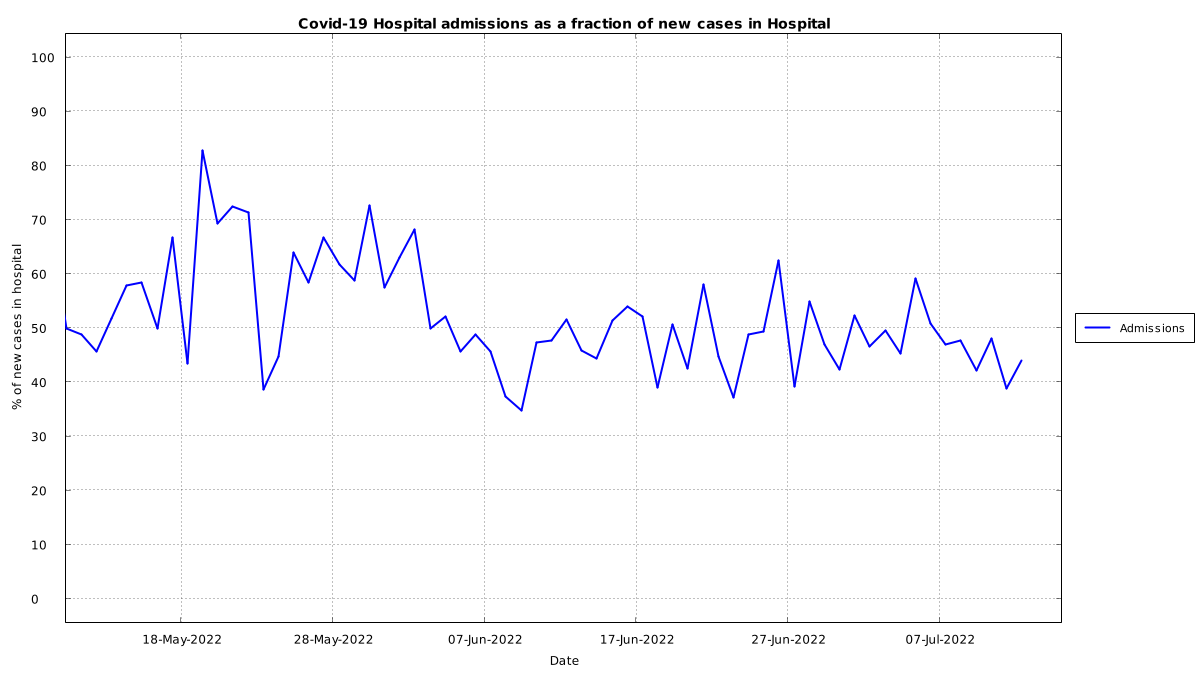 Covid-19 Hospital admissions as a fraction of new cases in Hospital
100
90
80
70
60
50
40
30
20
10
0
% of new cases in hospital
18-May-2022
28-May-2022
07-Jun-2022
17-Jun-2022
27-Jun-2022
07-Jul-2022
Date
Admissions